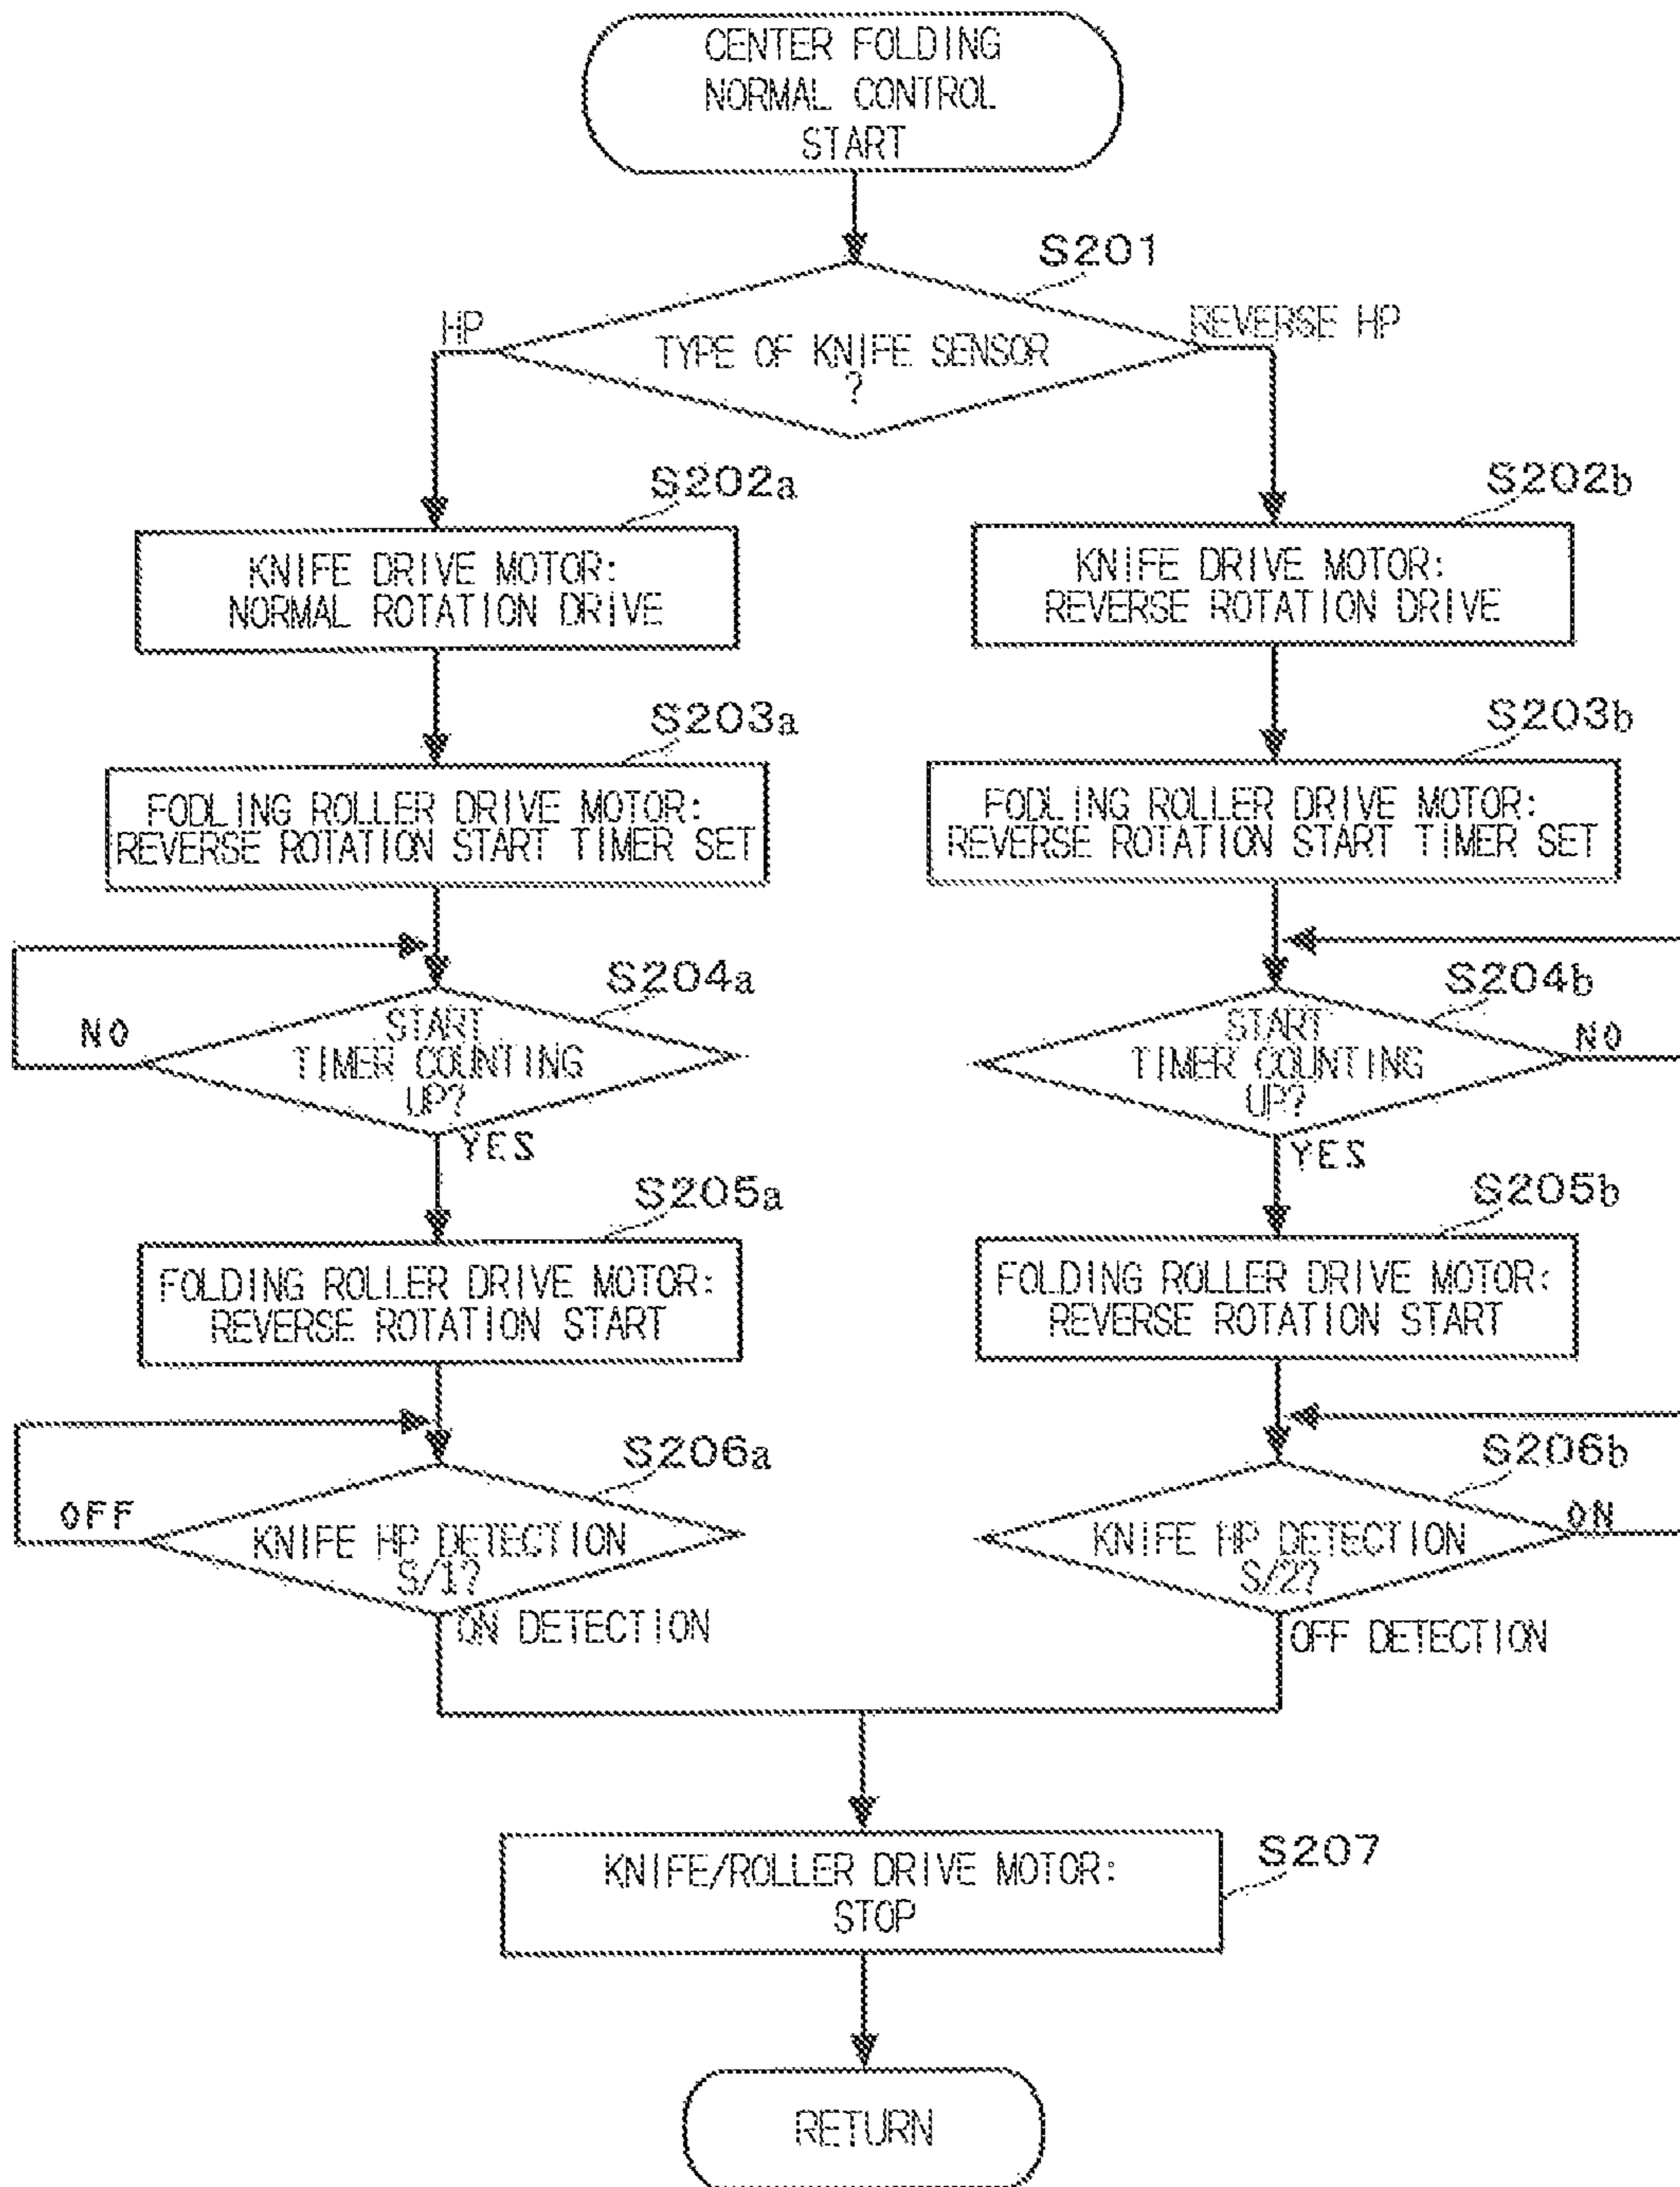 CENTER FOLDING
NORMAL CONTROL
START
S201
HP
REVERSE HP
TYPE OF KNIFE SENSOR
?
S202a
S202b
KNIFE DRIVE MOTOR:
NORMAL ROTATION DRIVE
KNIFE DRIVE MOTOR:
REVERSE ROTATION DRIVE
S203a
S203b
FODLING ROLLER DRIVE MOTOR:
REVERSE ROTATION START TIMER SET
FODLING ROLLER DRIVE MOTOR:
REVERSE ROTATION START TIMER SET
S204a
S204b
NO
START
TIMER COUNTING
UP?
START
TIMER COUNTING
UP?
NO
YES
YES
S205a
S205b
FOLDING ROLLER DRIVE MOTOR:
REVERSE ROTATION START
FOLDING ROLLER DRIVE MOTOR:
REVERSE ROTATION START
S206a
S206b
OFF
KNIFE HP DETECTION
S/1?
KNIFE HP DETECTION
S/2?
ON
ON DETECTION
OFF DETECTION
KNIFE/ROLLER DRIVE MOTOR:
STOP
S207
RETURN